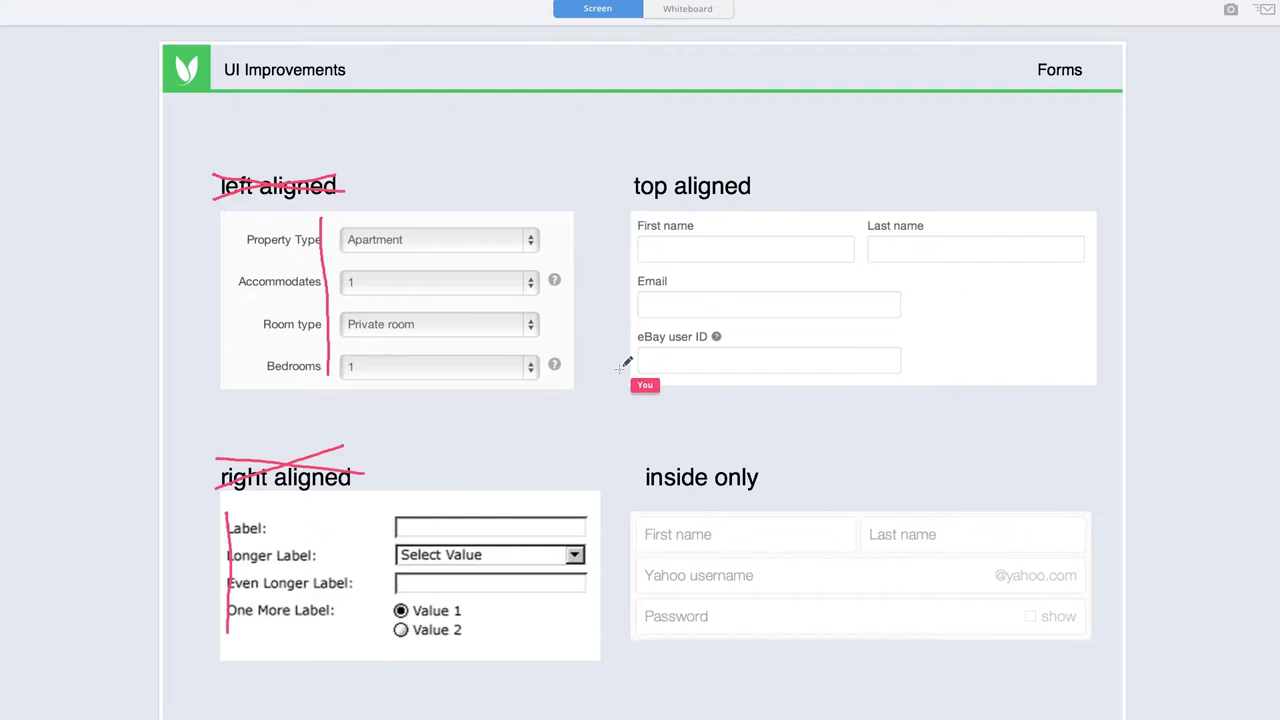 Screen Whiteboard
UI Improvements Forms
left aligned
Property Type Apartment
Accommodates 1 ?
Room type Private room
Bedrooms 1 ?
top aligned
First name Last name
Email
eBay user ID ?
You
right aligned
Label:
Longer Label: Select Value
Even Longer Label:
One More Label: Value 1
Value 2
inside only
First name Last name
Yahoo username @yahoo.com
Password show